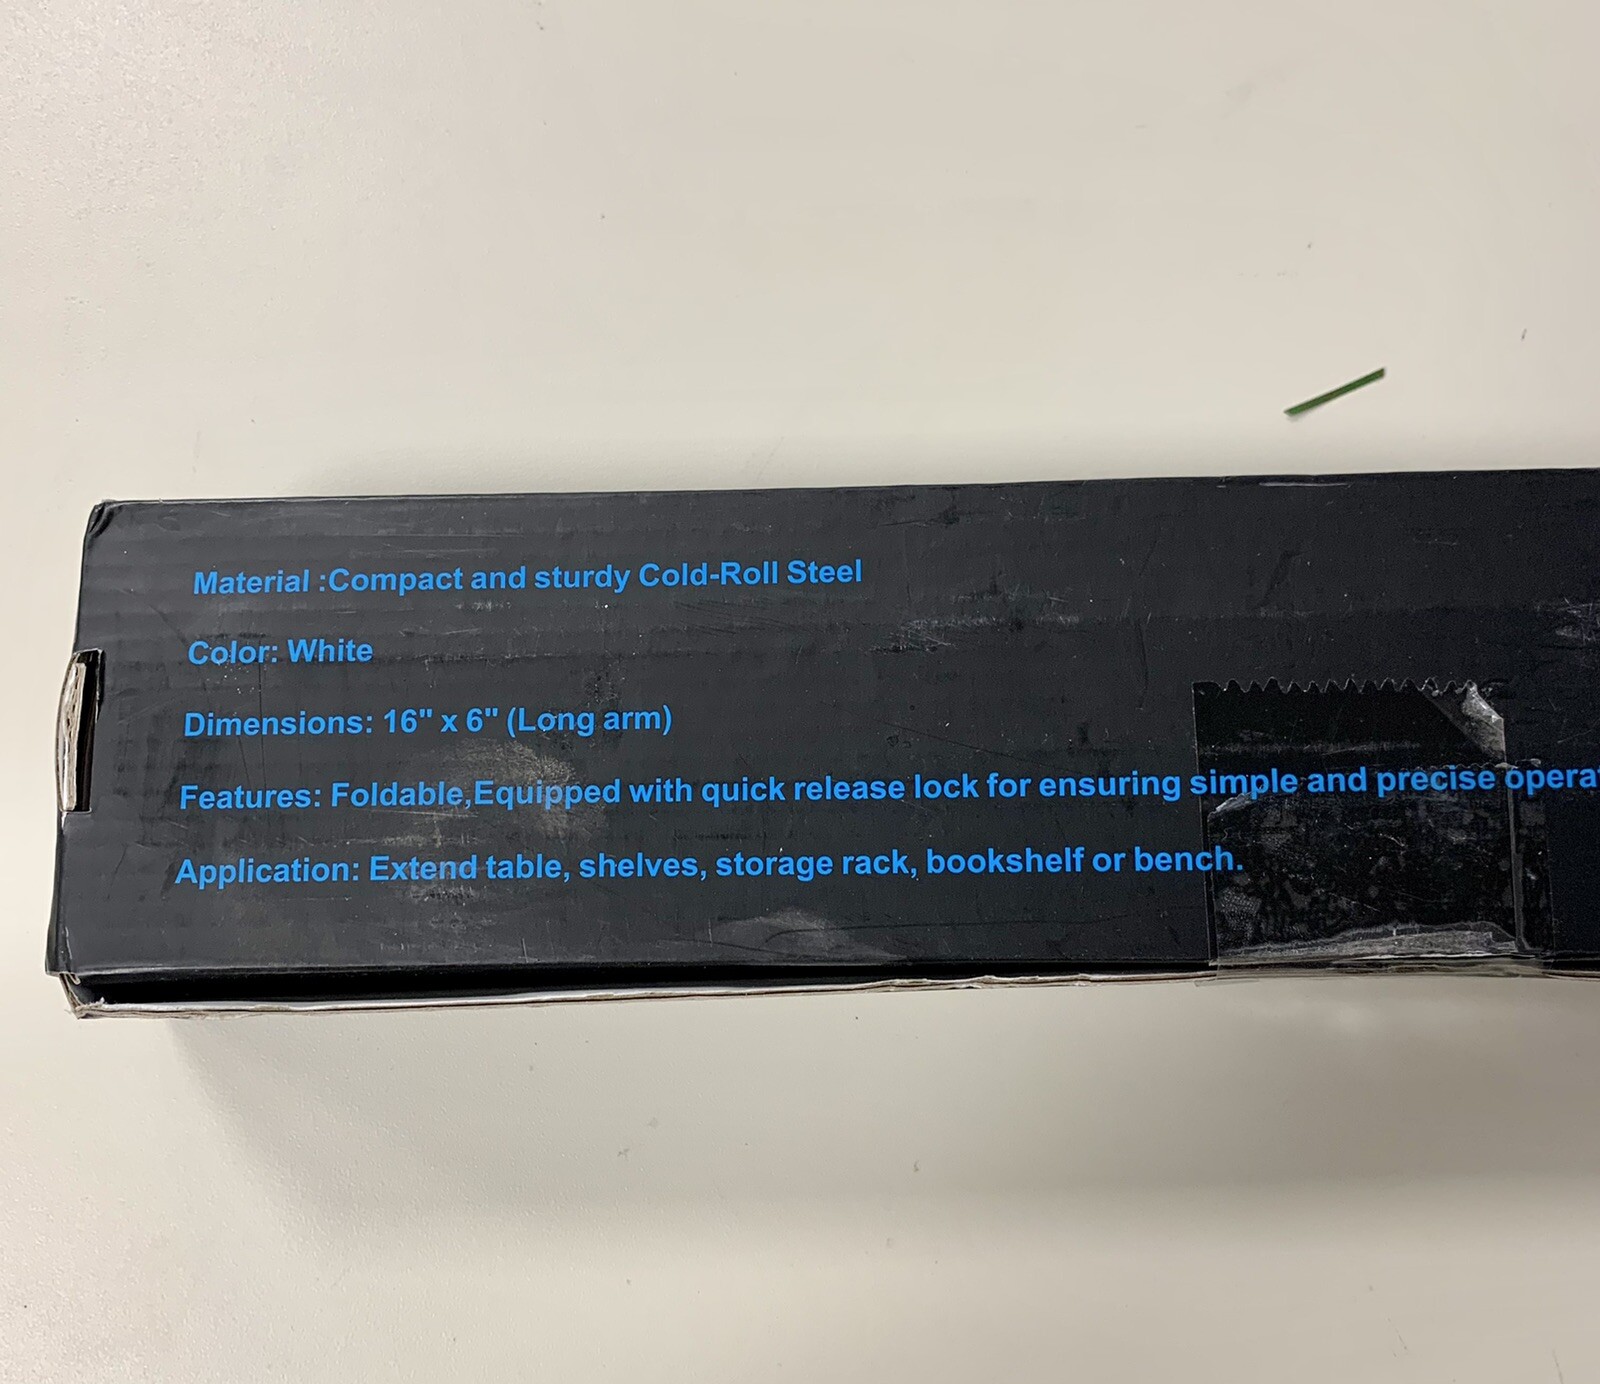 Material :Compact and sturdy Cold-Roll Steel
Color: White
Dimensions: 16" x 6" (Long arm)
Features: Foldable,Equipped with quick release lock for ensuring simple and precise
Application: Extend table, shelves, storage rack, bookshelf or bench.